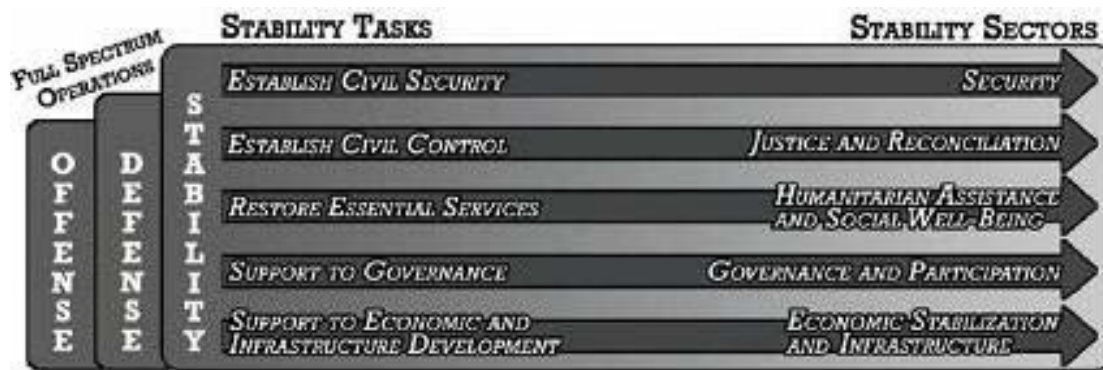 STABILITY TASKS
STABILITY SECTORS
FULL SPECTRUM
OPERATIONS
OFFENSE
DEFENSE
STABILITY
ESTABLISH CIVIL SECURITY
SECURITY
ESTABLISH CIVIL CONTROL
JUSTICE AND RECONCILIATION
RESTORE ESSENTIAL SERVICES
HUMANITARIAN ASSISTANCE
AND SOCIAL WELL-BEING
SUPPORT TO GOVERNANCE
GOVERNANCE AND PARTICIPATION
SUPPORT TO ECONOMIC AND
INFRASTRUCTURE DEVELOPMENT
ECONOMIC STABILIZATION
AND INFRASTRUCTURE